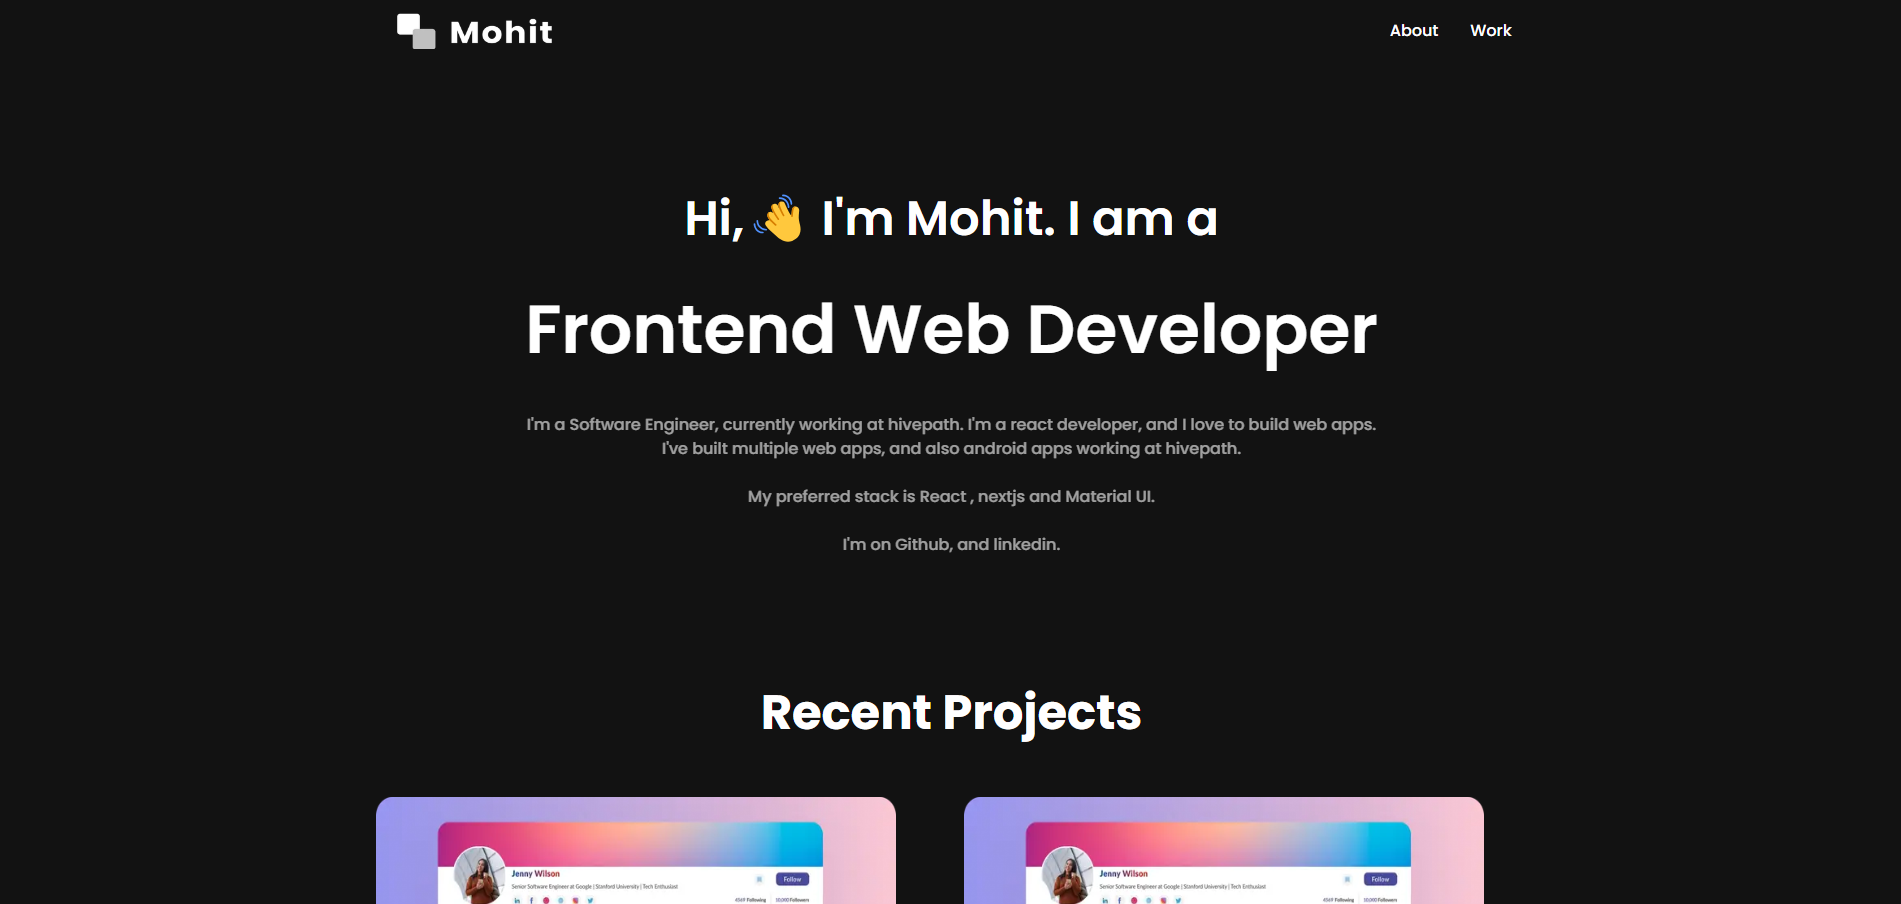 Mohit
About Work
Hi, 👋 I'm Mohit. I am a
Frontend Web Developer
I'm a Software Engineer, currently working at hivepath. I'm a react developer, and I love to build web apps.
I've built multiple web apps, and also android apps working at hivepath.
My preferred stack is React , nextjs and Material UI.
I'm on Github, and linkedin.
Recent Projects
Jenny Wilson
Senior Software Engineer at Google | Stanford University | Tech Enthusiast
Follow
4569 Following 10,000 Followers
Jenny Wilson
Senior Software Engineer at Google | Stanford University | Tech Enthusiast
Follow
4569 Following 10,000 Followers